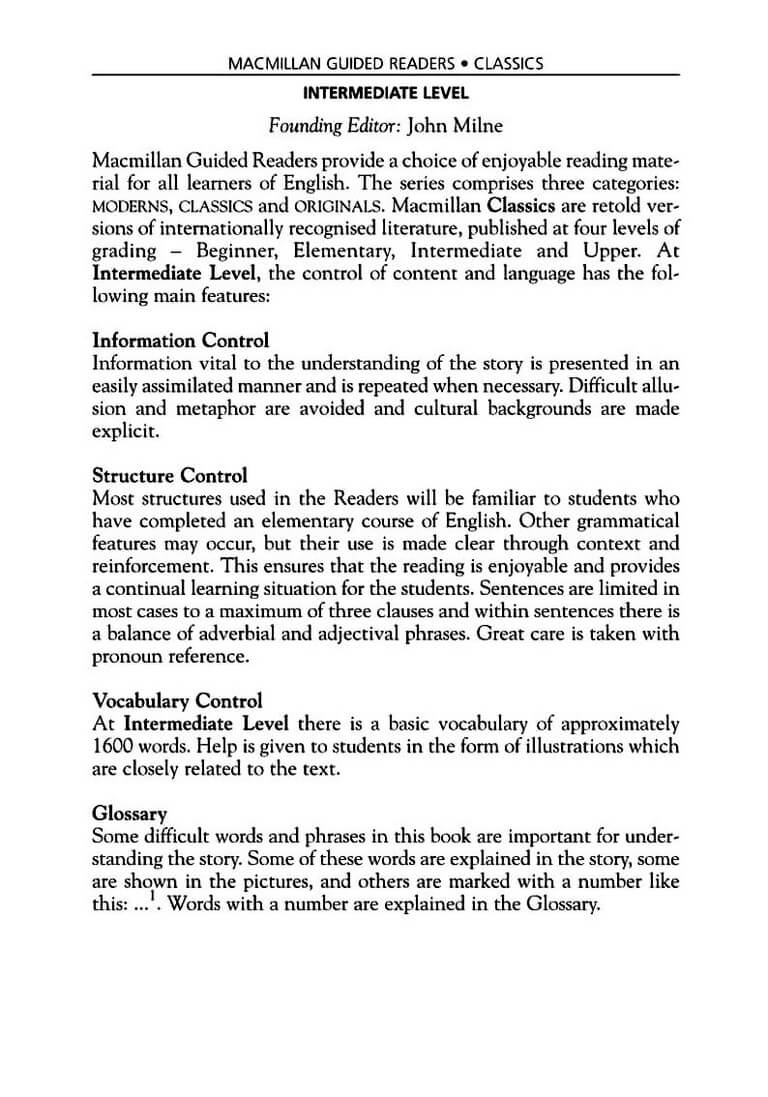 MACMILLAN GUIDED READERS • CLASSICS
INTERMEDIATE LEVEL
Founding Editor: John Milne
Macmillan Guided Readers provide a choice of enjoyable reading mate-
rial for all learners of English. The series comprises three categories:
MODERNS, CLASSICS and ORIGINALS. Macmillan Classics are retold ver-
sions of internationally recognised literature, published at four levels of
grading – Beginner, Elementary, Intermediate and Upper. At
Intermediate Level, the control of content and language has the fol-
lowing main features:
Information Control
Information vital to the understanding of the story is presented in an
easily assimilated manner and is repeated when necessary. Difficult allu-
sion and metaphor are avoided and cultural backgrounds are made
explicit.
Structure Control
Most structures used in the Readers will be familiar to students who
have completed an elementary course of English. Other grammatical
features may occur, but their use is made clear through context and
reinforcement. This ensures that the reading is enjoyable and provides
a continual learning situation for the students. Sentences are limited in
most cases to a maximum of three clauses and within sentences there is
a balance of adverbial and adjectival phrases. Great care is taken with
pronoun reference.
Vocabulary Control
At Intermediate Level there is a basic vocabulary of approximately
1600 words. Help is given to students in the form of illustrations which
are closely related to the text.
Glossary
Some difficult words and phrases in this book are important for under-
standing the story. Some of these words are explained in the story, some
are shown in the pictures, and others are marked with a number like
this: ...¹. Words with a number are explained in the Glossary.